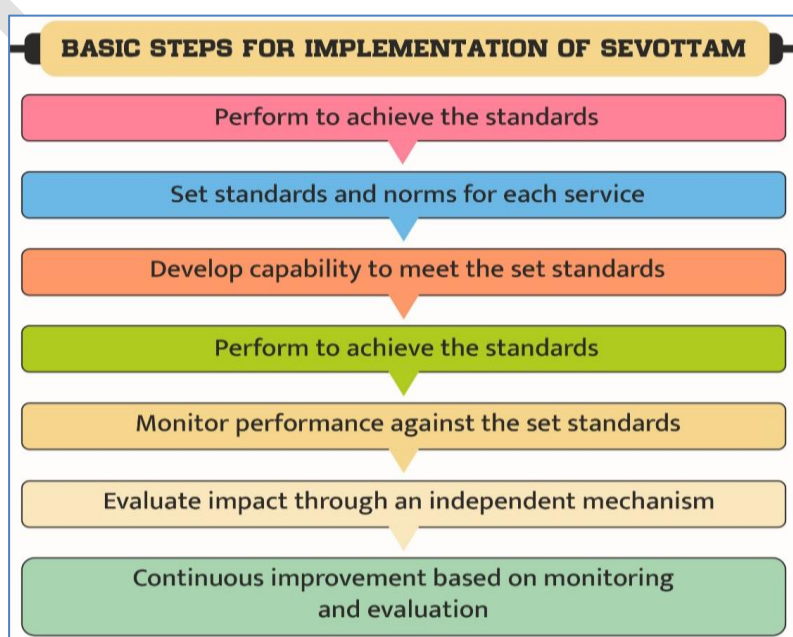 BASIC STEPS FOR IMPLEMENTATION OF SEVOTTAM
Perform to achieve the standards
Set standards and norms for each service
Develop capability to meet the set standards
Perform to achieve the standards
Monitor performance against the set standards
Evaluate impact through an independent mechanism
Continuous improvement based on monitoring
and evaluation